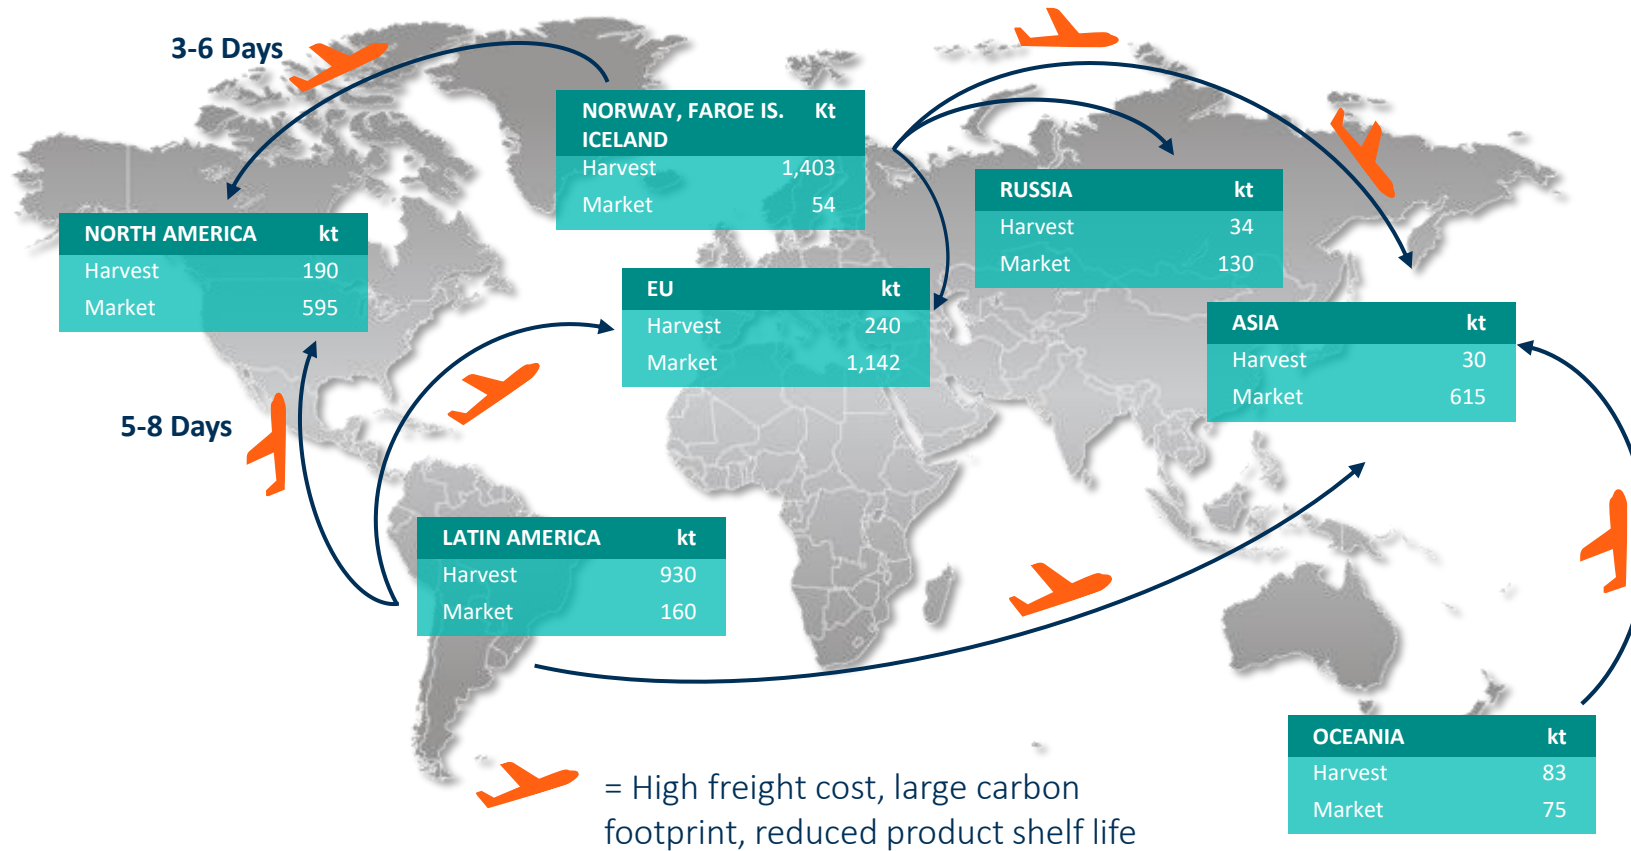 3-6 Days
NORWAY, FAROE IS. Kt
ICELAND
Harvest 1,403
Market 54
RUSSIA kt
Harvest 34
Market 130
NORTH AMERICA kt
Harvest 190
Market 595
EU kt
Harvest 240
Market 1,142
ASIA kt
Harvest 30
Market 615
5-8 Days
LATIN AMERICA kt
Harvest 930
Market 160
OCEANIA kt
Harvest 83
Market 75
= High freight cost, large carbon
footprint, reduced product shelf life